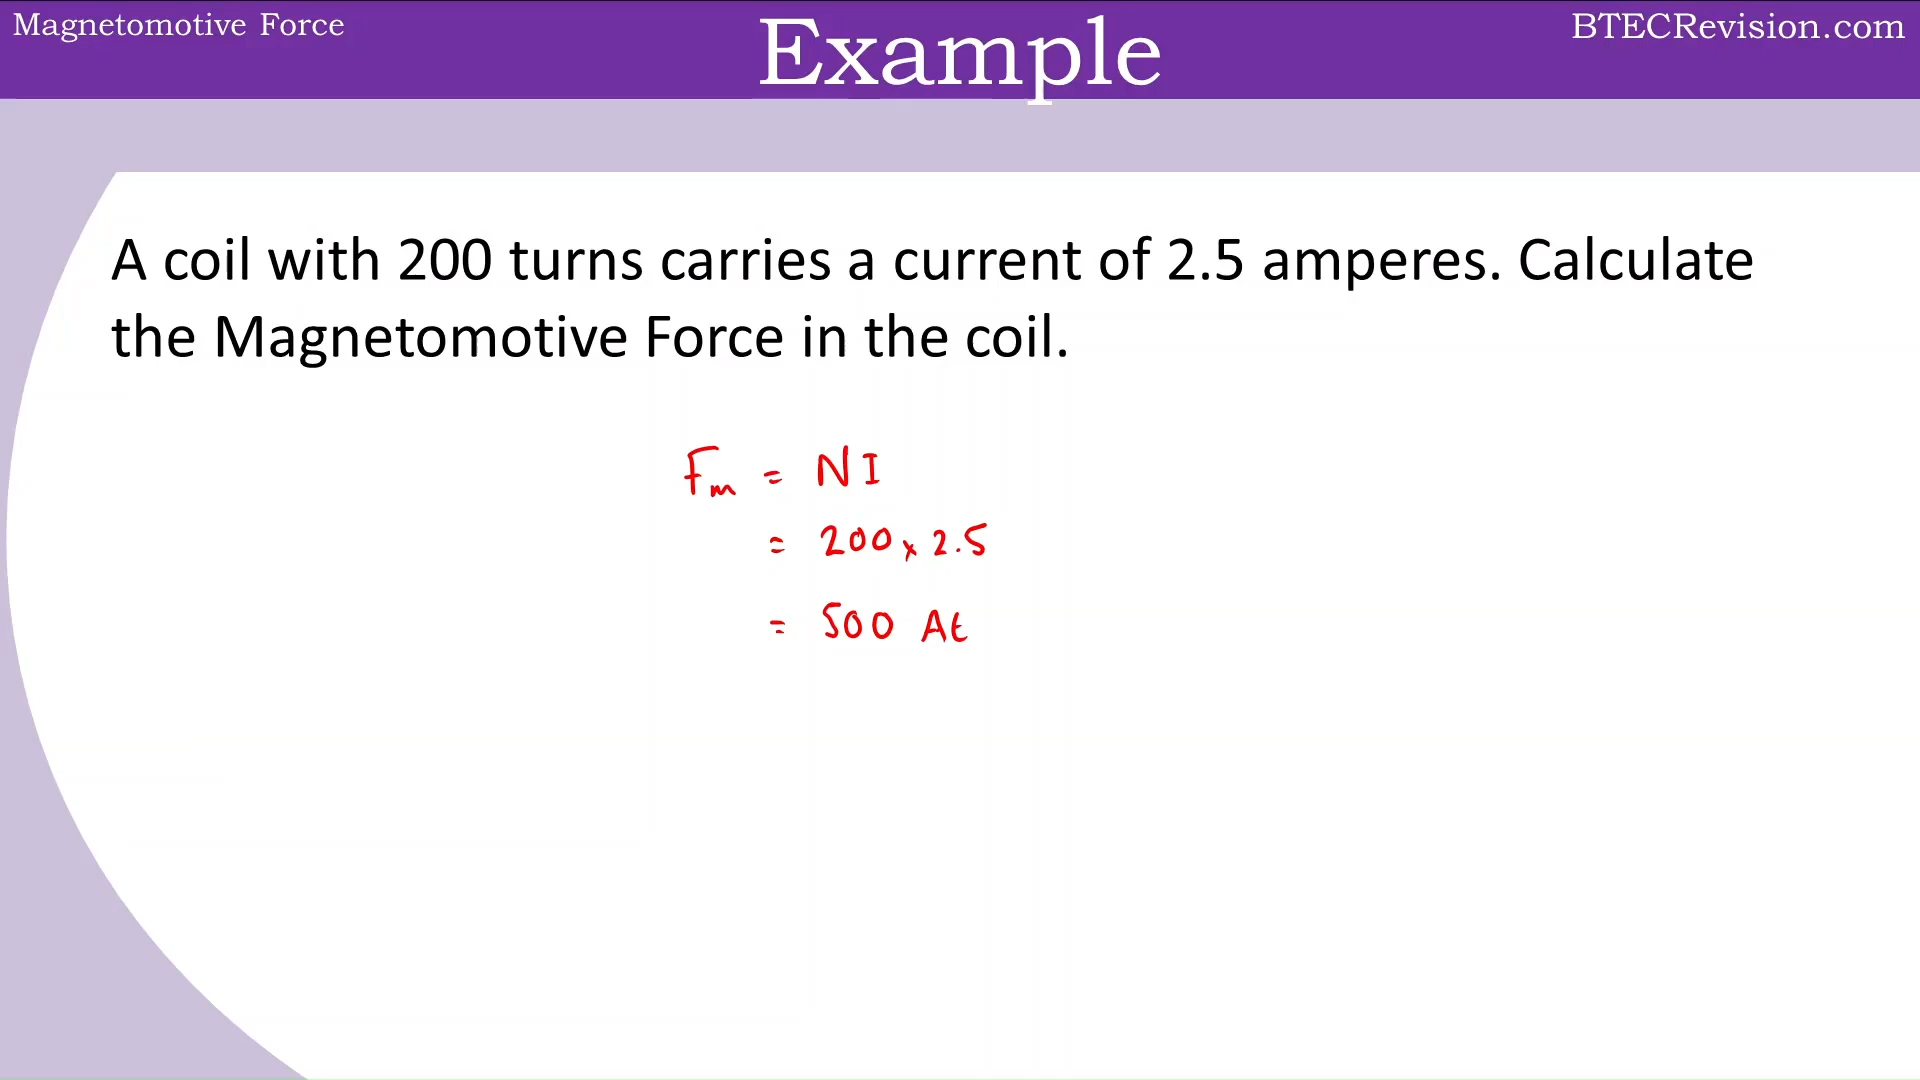 Magnetomotive Force
Example
BTECRevision.com
A coil with 200 turns carries a current of 2.5 amperes. Calculate
the Magnetomotive Force in the coil.
Fm = NI
= 200 x 2.5
= 500 At